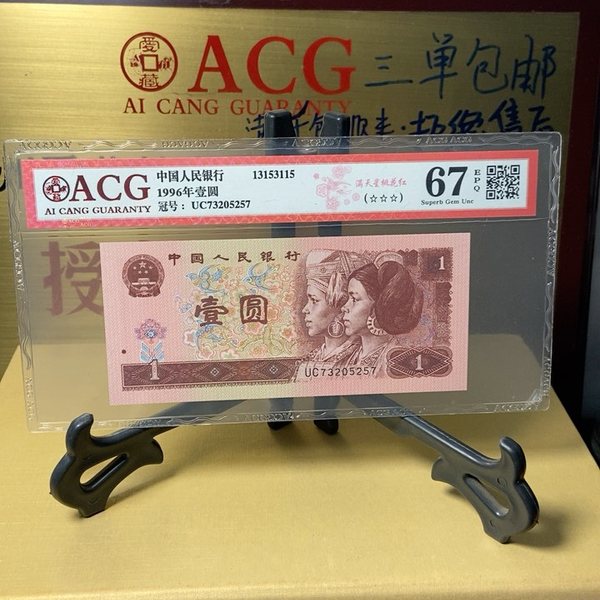 愛藏
ACG 三单包邮
AI CANG GUARANTY
ACG
AI CANG GUARANTY
中国人民银行 13153115
1996年壹圆
冠号：UC73205257
满天星桃花红
(☆☆☆)
67 EPQ
Superb Gem Unc
授
中国人民银行
壹圆
1
1
1
UC73205257